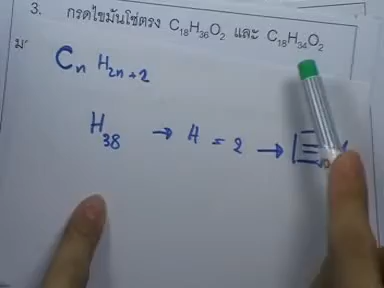 3. กรดไขมันโซ่ตรง C₁₈H₃₆O₂ และ C₁₈H₃₄O₂
CₙH₂ₙ₊₂
H₃₈ → H = 2 →